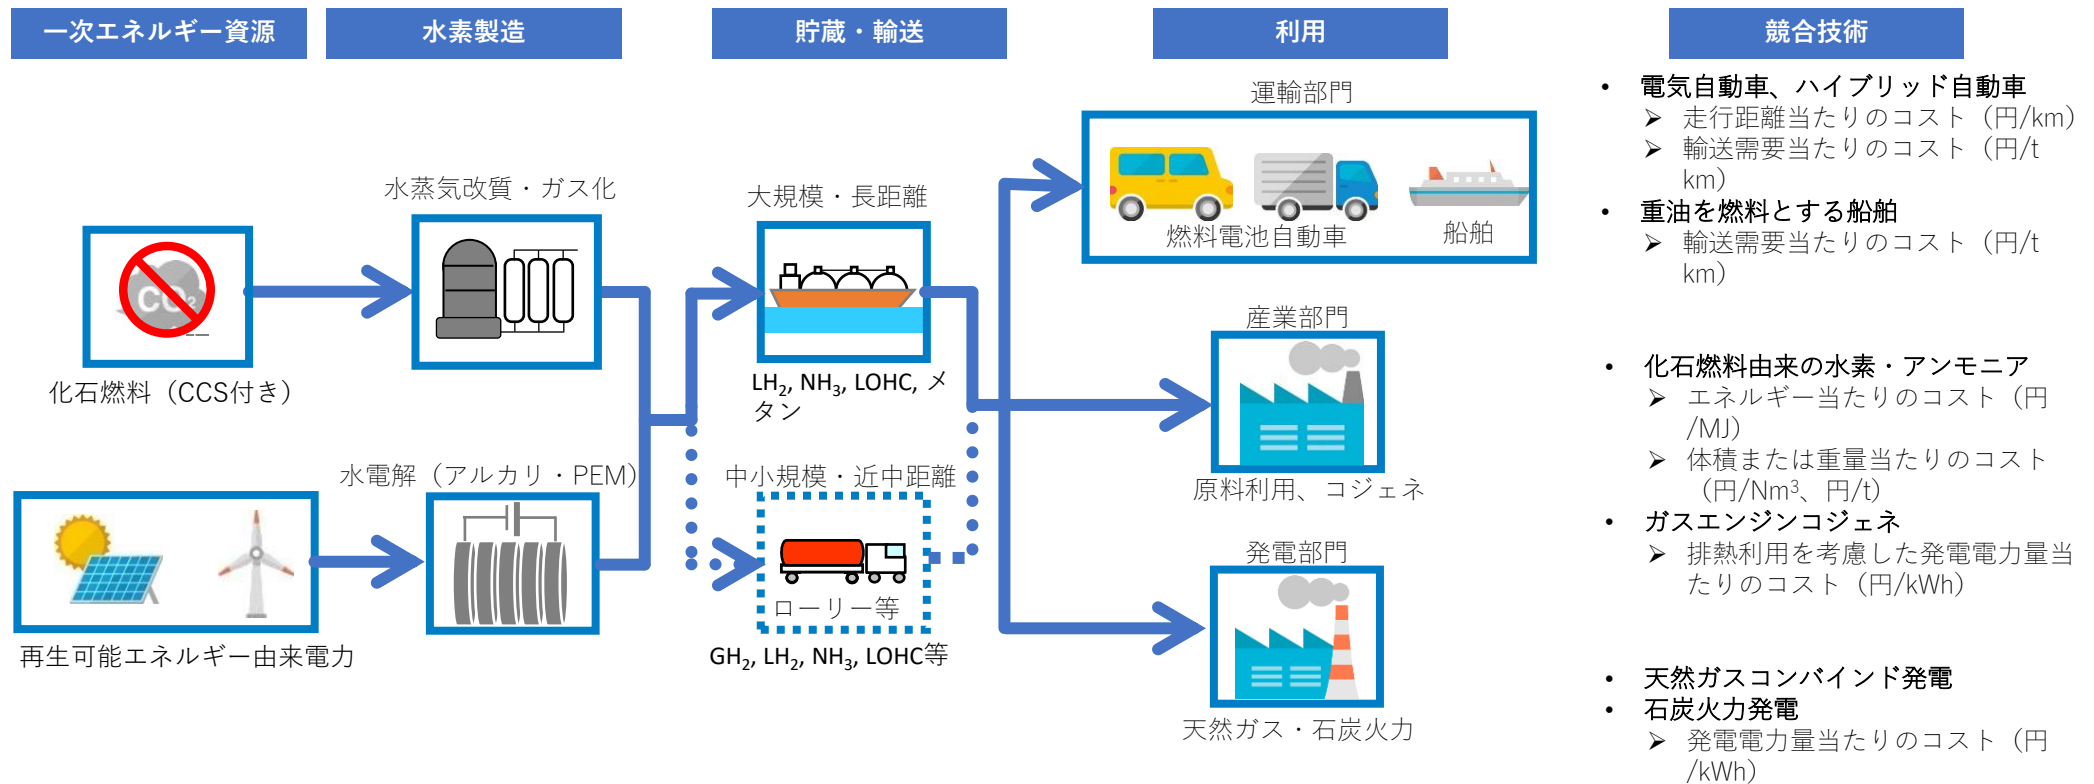 一次エネルギー資源
水素製造
貯蔵・輸送
利用
競合技術
化石燃料（CCS付き）
CO2
再生可能エネルギー由来電力
水蒸気改質・ガス化
水電解（アルカリ・PEM）
大規模・長距離
LH2, NH3, LOHC, メ
タン
中小規模・近中距離
ローリー等
GH2, LH2, NH3, LOHC等
運輸部門
燃料電池自動車
船舶
産業部門
原料利用、コジェネ
発電部門
天然ガス・石炭火力
• 電気自動車、ハイブリッド自動車
➢ 走行距離当たりのコスト（円/km）
➢ 輸送需要当たりのコスト（円/t
km）
• 重油を燃料とする船舶
➢ 輸送需要当たりのコスト（円/t
km）
• 化石燃料由来の水素・アンモニア
➢ エネルギー当たりのコスト（円
/MJ）
➢ 体積または重量当たりのコスト
（円/Nm3、円/t）
• ガスエンジンコジェネ
➢ 排熱利用を考慮した発電電力量当
たりのコスト（円/kWh）
• 天然ガスコンバインド発電
• 石炭火力発電
➢ 発電電力量当たりのコスト（円
/kWh）